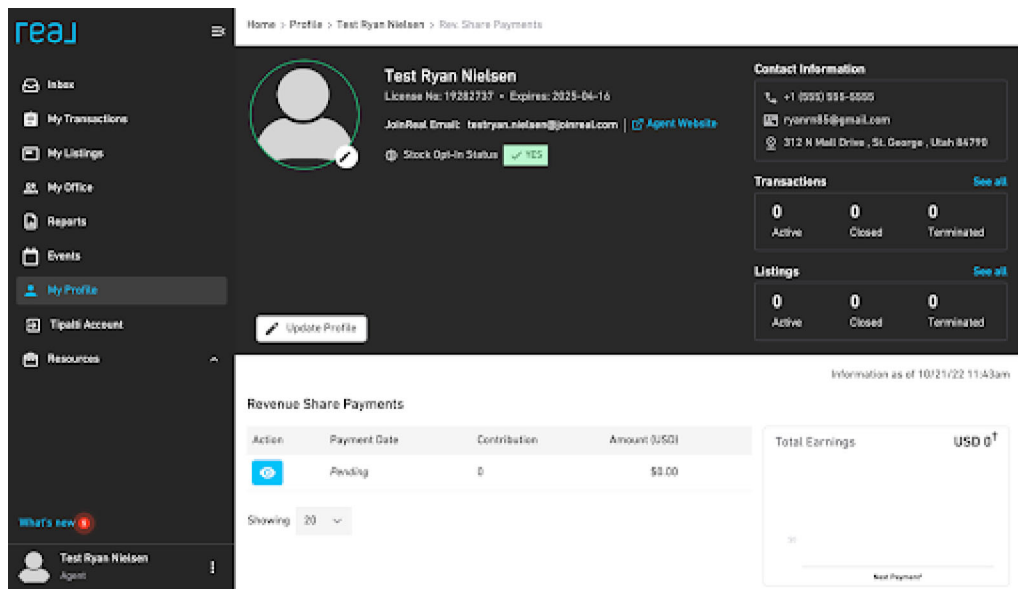 real
Home > Profile > Test Ryan Nielsen > Rev. Share Payments
Inbox
My Transactions
My Listings
My Office
Reports
Events
My Profile
Tipalti Account
Resources
What's new
Test Ryan Nielsen
Agent
Test Ryan Nielsen
License No: 19282737 • Expires: 2025-04-16
JoinReal Email: testryan.nielsen@joinreal.com | Agent Website
Stock Opt-In Status YES
Update Profile
Contact Information
+1 (555) 555-5555
ryanrn85@gmail.com
312 N Mall Drive , St. George , Utah 84790
Transactions See all
0 0 0
Active Closed Terminated
Listings See all
0 0 0
Active Closed Terminated
Information as of 10/21/22 11:43am
Revenue Share Payments
Action Payment Date Contribution Amount (USD)
Pending 0 $0.00
Showing 20
Total Earnings USD 0†
Next Payment